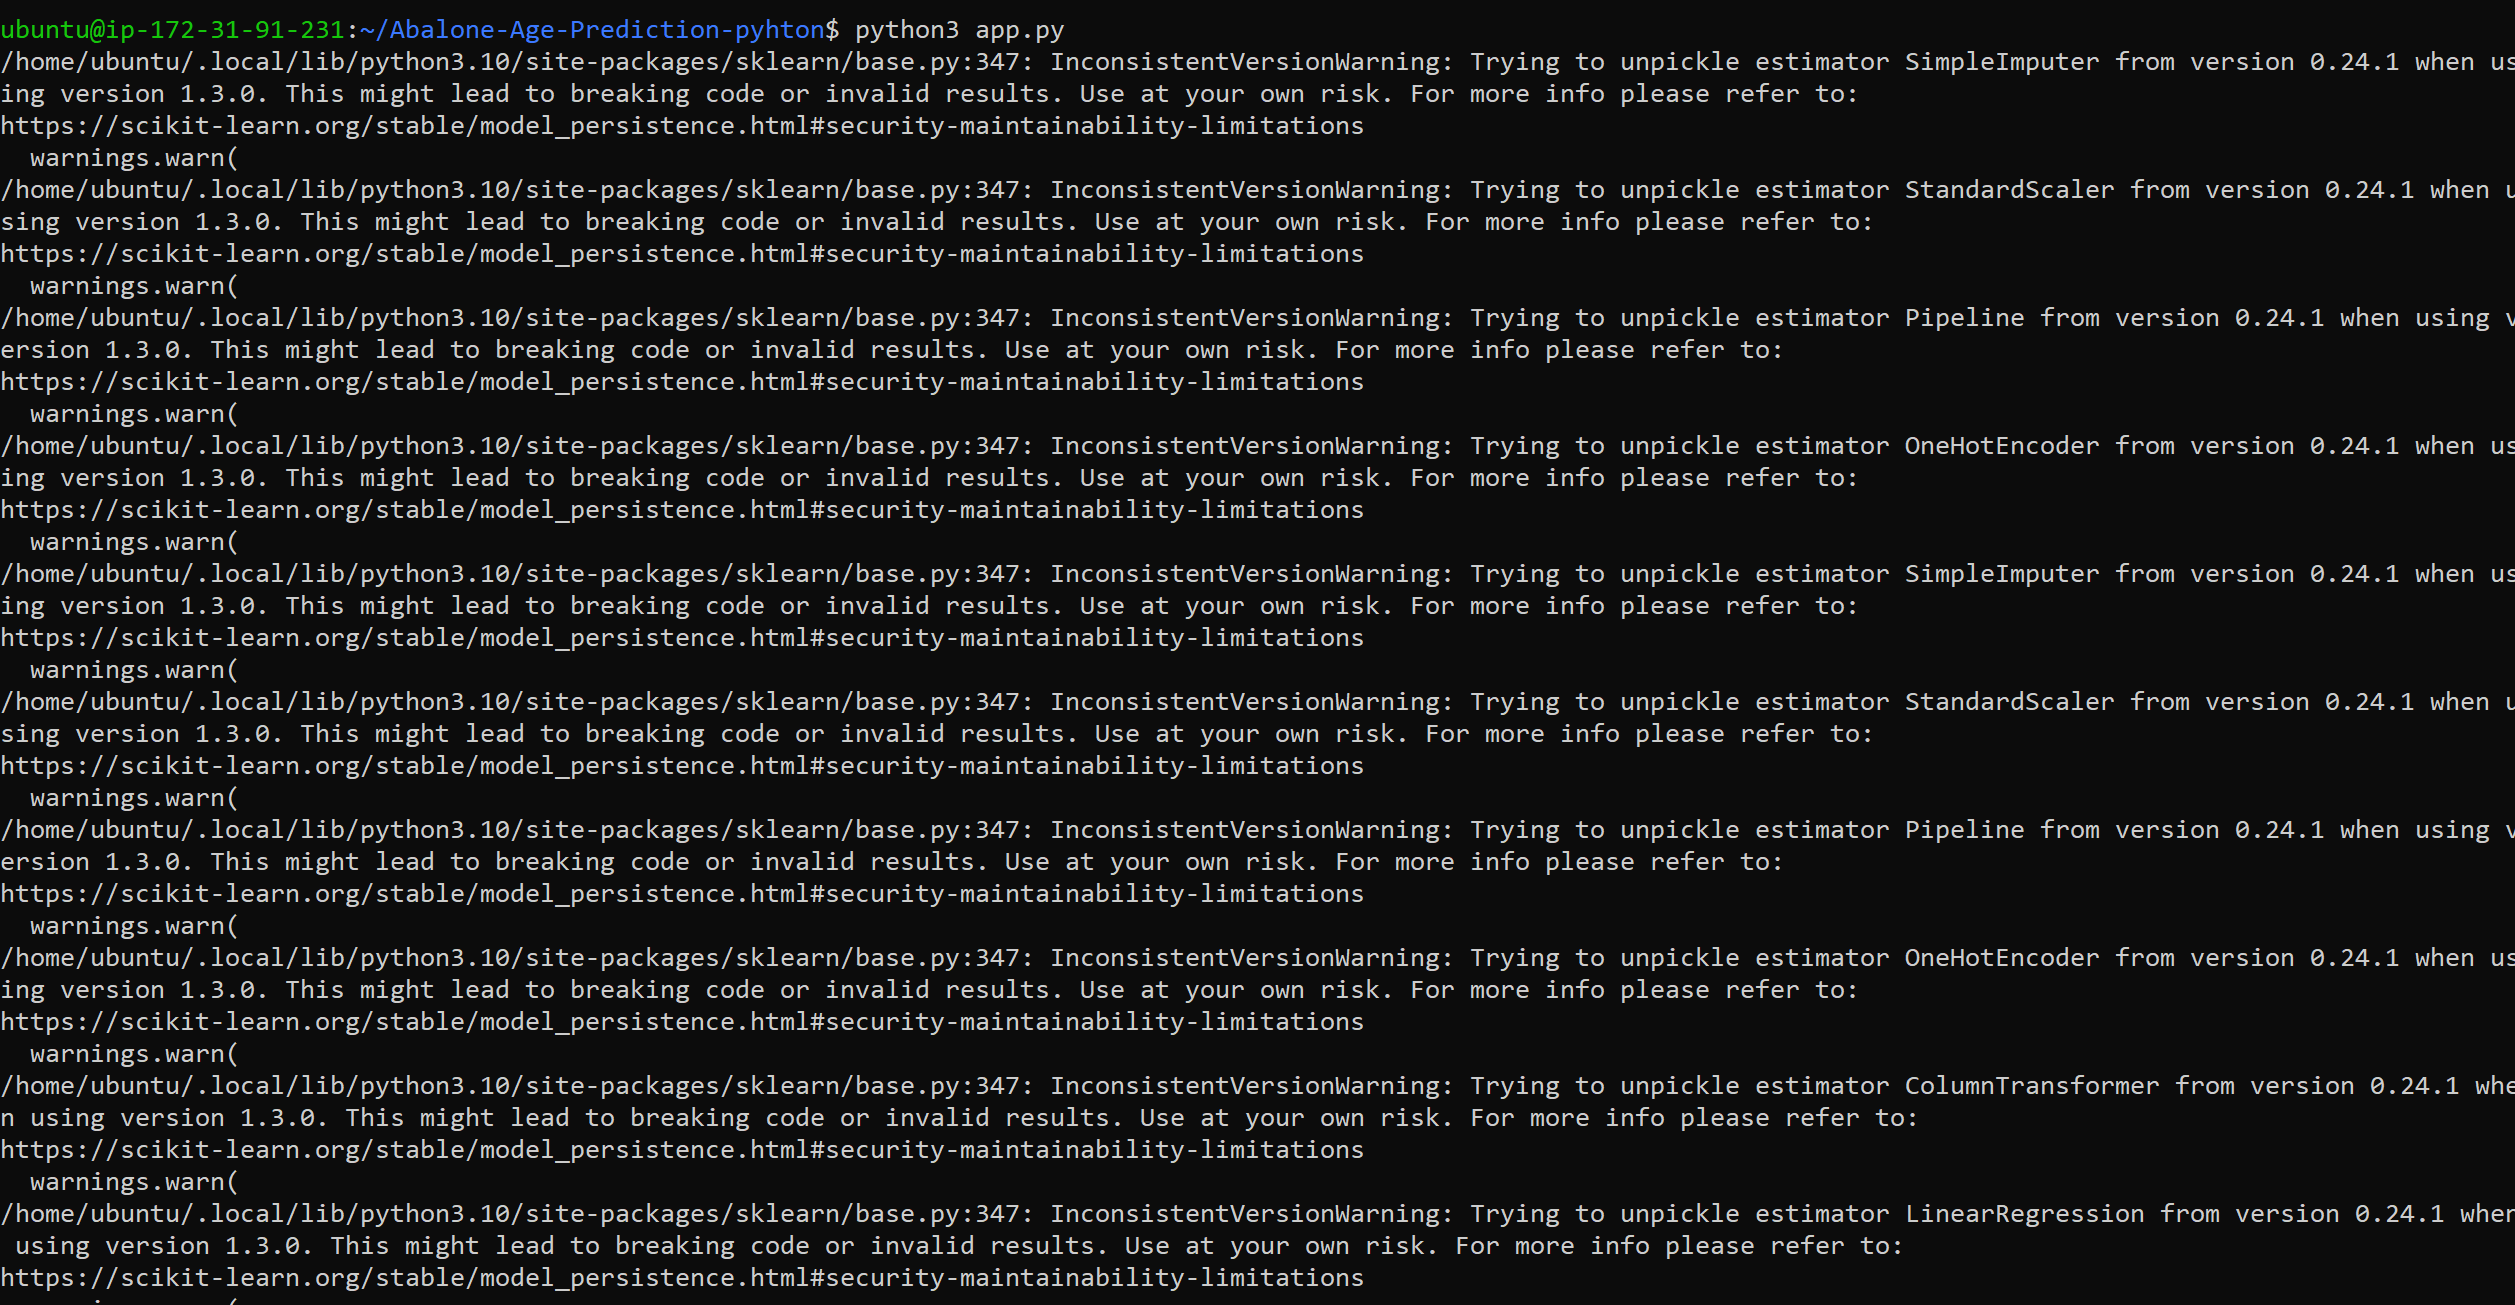 ubuntu@ip-172-31-91-231:~/Abalone-Age-Prediction-pyhton$ python3 app.py
/home/ubuntu/.local/lib/python3.10/site-packages/sklearn/base.py:347: InconsistentVersionWarning: Trying to unpickle estimator SimpleImputer from version 0.24.1 when us
ing version 1.3.0. This might lead to breaking code or invalid results. Use at your own risk. For more info please refer to:
https://scikit-learn.org/stable/model_persistence.html#security-maintainability-limitations
  warnings.warn(
/home/ubuntu/.local/lib/python3.10/site-packages/sklearn/base.py:347: InconsistentVersionWarning: Trying to unpickle estimator StandardScaler from version 0.24.1 when u
sing version 1.3.0. This might lead to breaking code or invalid results. Use at your own risk. For more info please refer to:
https://scikit-learn.org/stable/model_persistence.html#security-maintainability-limitations
  warnings.warn(
/home/ubuntu/.local/lib/python3.10/site-packages/sklearn/base.py:347: InconsistentVersionWarning: Trying to unpickle estimator Pipeline from version 0.24.1 when using v
ersion 1.3.0. This might lead to breaking code or invalid results. Use at your own risk. For more info please refer to:
https://scikit-learn.org/stable/model_persistence.html#security-maintainability-limitations
  warnings.warn(
/home/ubuntu/.local/lib/python3.10/site-packages/sklearn/base.py:347: InconsistentVersionWarning: Trying to unpickle estimator OneHotEncoder from version 0.24.1 when us
ing version 1.3.0. This might lead to breaking code or invalid results. Use at your own risk. For more info please refer to:
https://scikit-learn.org/stable/model_persistence.html#security-maintainability-limitations
  warnings.warn(
/home/ubuntu/.local/lib/python3.10/site-packages/sklearn/base.py:347: InconsistentVersionWarning: Trying to unpickle estimator SimpleImputer from version 0.24.1 when us
ing version 1.3.0. This might lead to breaking code or invalid results. Use at your own risk. For more info please refer to:
https://scikit-learn.org/stable/model_persistence.html#security-maintainability-limitations
  warnings.warn(
/home/ubuntu/.local/lib/python3.10/site-packages/sklearn/base.py:347: InconsistentVersionWarning: Trying to unpickle estimator StandardScaler from version 0.24.1 when u
sing version 1.3.0. This might lead to breaking code or invalid results. Use at your own risk. For more info please refer to:
https://scikit-learn.org/stable/model_persistence.html#security-maintainability-limitations
  warnings.warn(
/home/ubuntu/.local/lib/python3.10/site-packages/sklearn/base.py:347: InconsistentVersionWarning: Trying to unpickle estimator Pipeline from version 0.24.1 when using v
ersion 1.3.0. This might lead to breaking code or invalid results. Use at your own risk. For more info please refer to:
https://scikit-learn.org/stable/model_persistence.html#security-maintainability-limitations
  warnings.warn(
/home/ubuntu/.local/lib/python3.10/site-packages/sklearn/base.py:347: InconsistentVersionWarning: Trying to unpickle estimator OneHotEncoder from version 0.24.1 when us
ing version 1.3.0. This might lead to breaking code or invalid results. Use at your own risk. For more info please refer to:
https://scikit-learn.org/stable/model_persistence.html#security-maintainability-limitations
  warnings.warn(
/home/ubuntu/.local/lib/python3.10/site-packages/sklearn/base.py:347: InconsistentVersionWarning: Trying to unpickle estimator ColumnTransformer from version 0.24.1 whe
n using version 1.3.0. This might lead to breaking code or invalid results. Use at your own risk. For more info please refer to:
https://scikit-learn.org/stable/model_persistence.html#security-maintainability-limitations
  warnings.warn(
/home/ubuntu/.local/lib/python3.10/site-packages/sklearn/base.py:347: InconsistentVersionWarning: Trying to unpickle estimator LinearRegression from version 0.24.1 when
 using version 1.3.0. This might lead to breaking code or invalid results. Use at your own risk. For more info please refer to:
https://scikit-learn.org/stable/model_persistence.html#security-maintainability-limitations